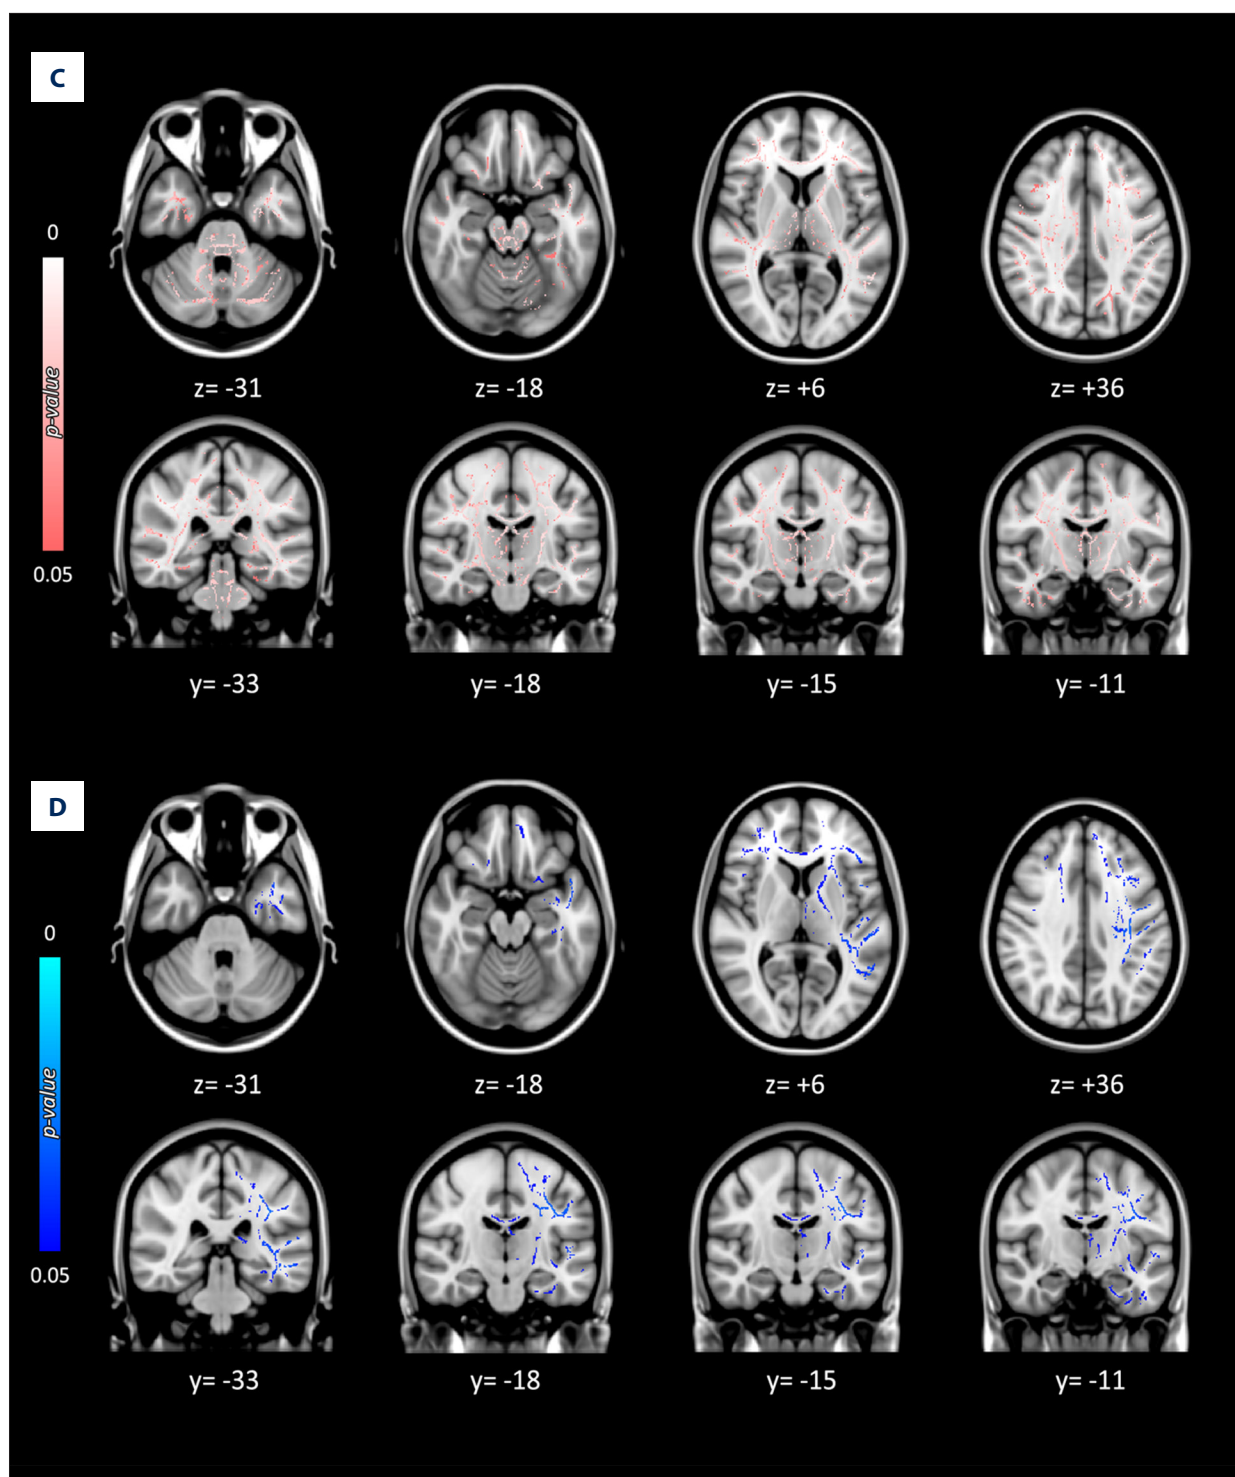 C
0
p-value
0.05
z= -31
z= -18
z= +6
z= +36
y= -33
y= -18
y= -15
y= -11
D
0
p-value
0.05
z= -31
z= -18
z= +6
z= +36
y= -33
y= -18
y= -15
y= -11